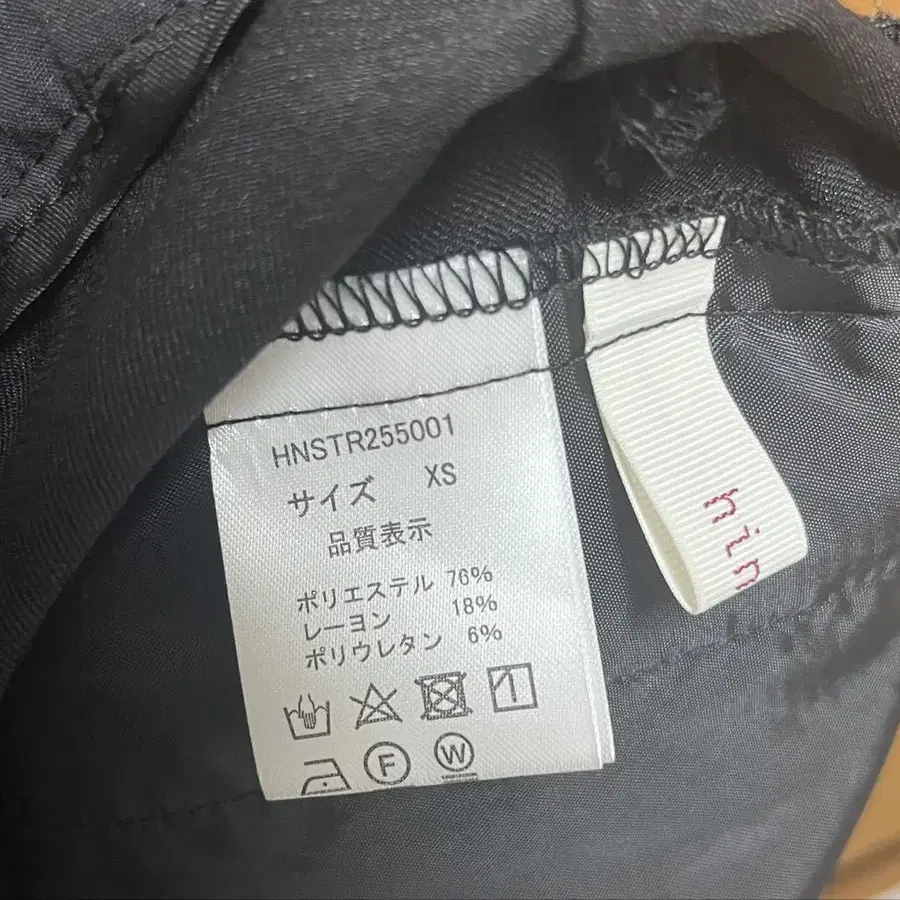 HNSTR255001
サイズ XS
品質表示
ポリエステル 76%
レーヨン 18%
ポリウレタン 6%
F W